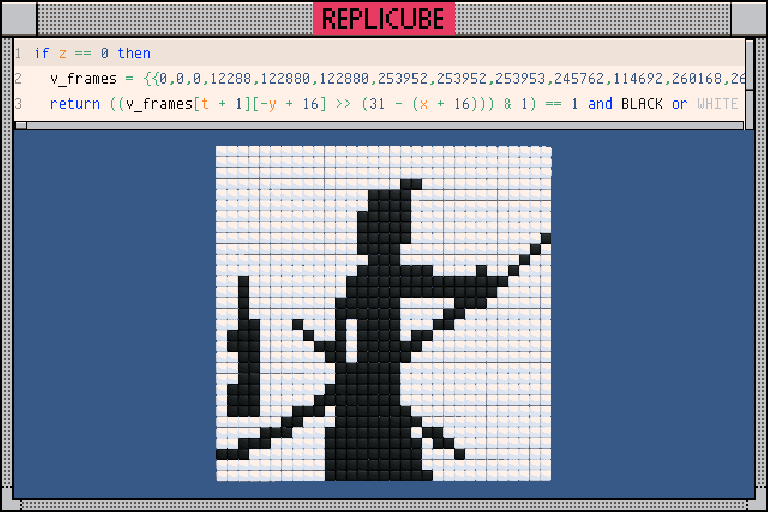 REPLICUBE
1 if z == 0 then
2 v_frames = {{0,0,0,12288,122880,122880,253952,253952,253953,245762,114692,260168,26
3 return ((v_frames[t + 1][-y + 16] >> (31 - (x + 16))) & 1) == 1 and BLACK or WHITE